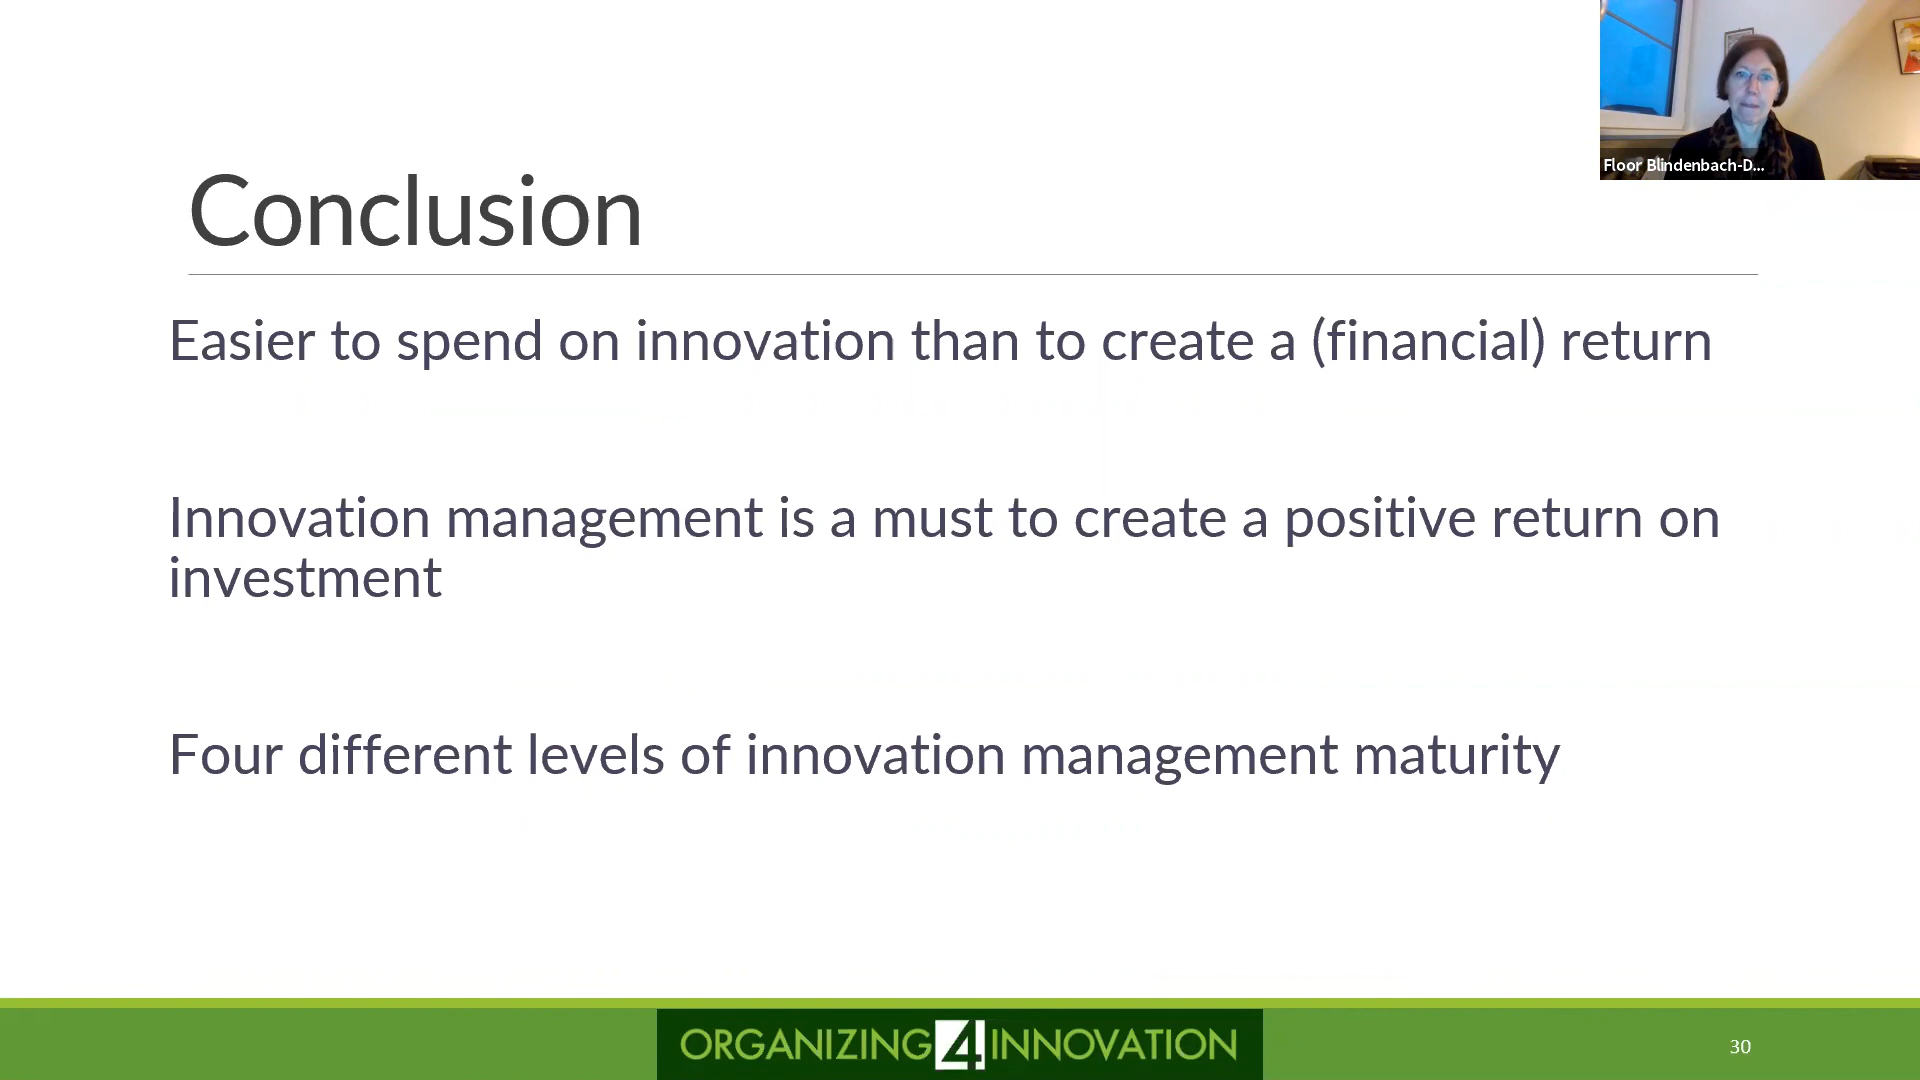 Floor Blindenbach-D...
Conclusion
Easier to spend on innovation than to create a (financial) return
Innovation management is a must to create a positive return on
investment
Four different levels of innovation management maturity
ORGANIZING4INNOVATION
30